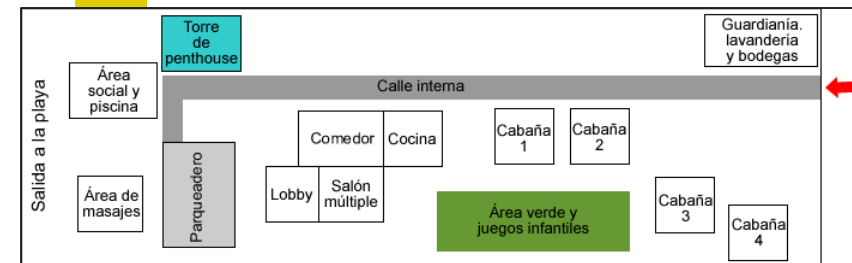 Torre
de
penthouse
Guardianía.
lavandería
y bodegas
Área
social y
piscina
Calle interna
Salida a la playa
Comedor
Cocina
Cabaña
1
Cabaña
2
Parqueadero
Área de
masajes
Lobby
Salón
múltiple
Área verde y
juegos infantiles
Cabaña
3
Cabaña
4